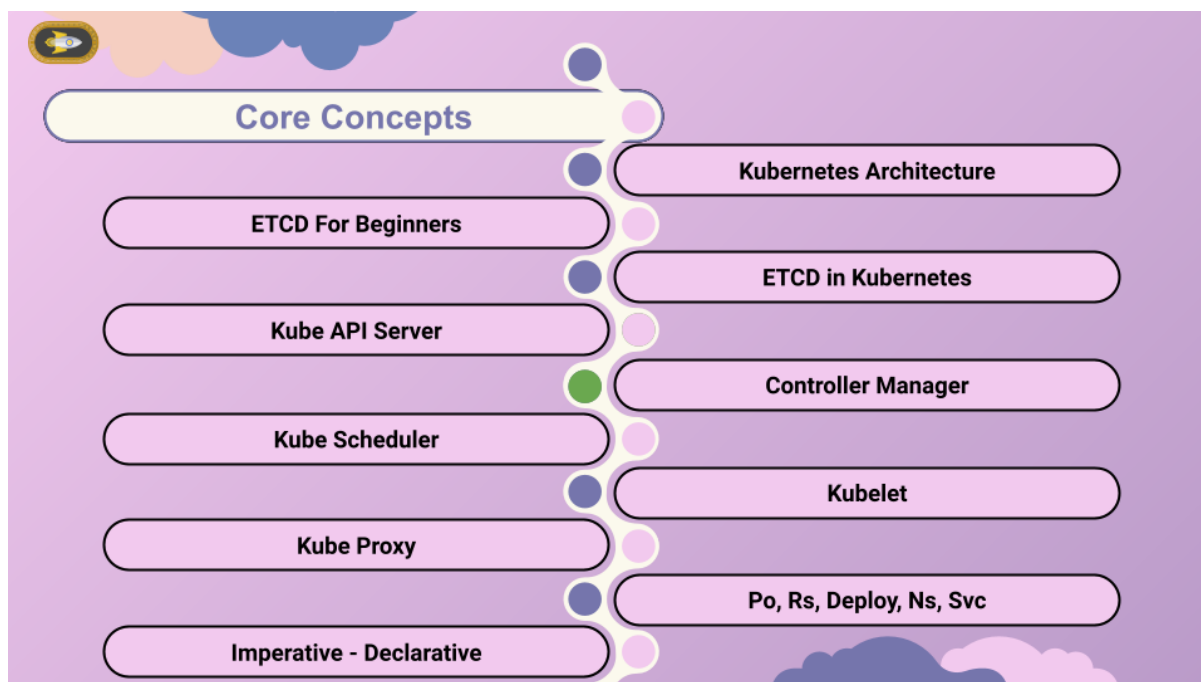 Core Concepts
Kubernetes Architecture
ETCD For Beginners
ETCD in Kubernetes
Kube API Server
Controller Manager
Kube Scheduler
Kubelet
Kube Proxy
Po, Rs, Deploy, Ns, Svc
Imperative - Declarative